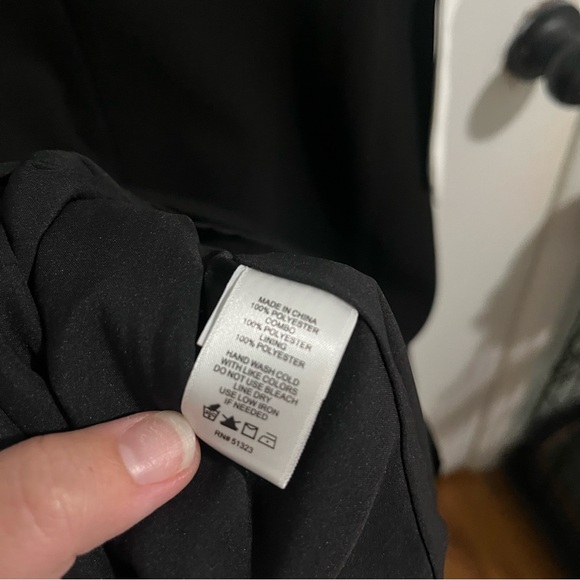 MADE IN CHINA
100% POLYESTER
COMBO
100% POLYESTER
LINING
100% POLYESTER
HAND WASH COLD
WITH LIKE COLORS
DO NOT USE BLEACH
LINE DRY
USE LOW IRON
IF NEEDED
RN# 51323